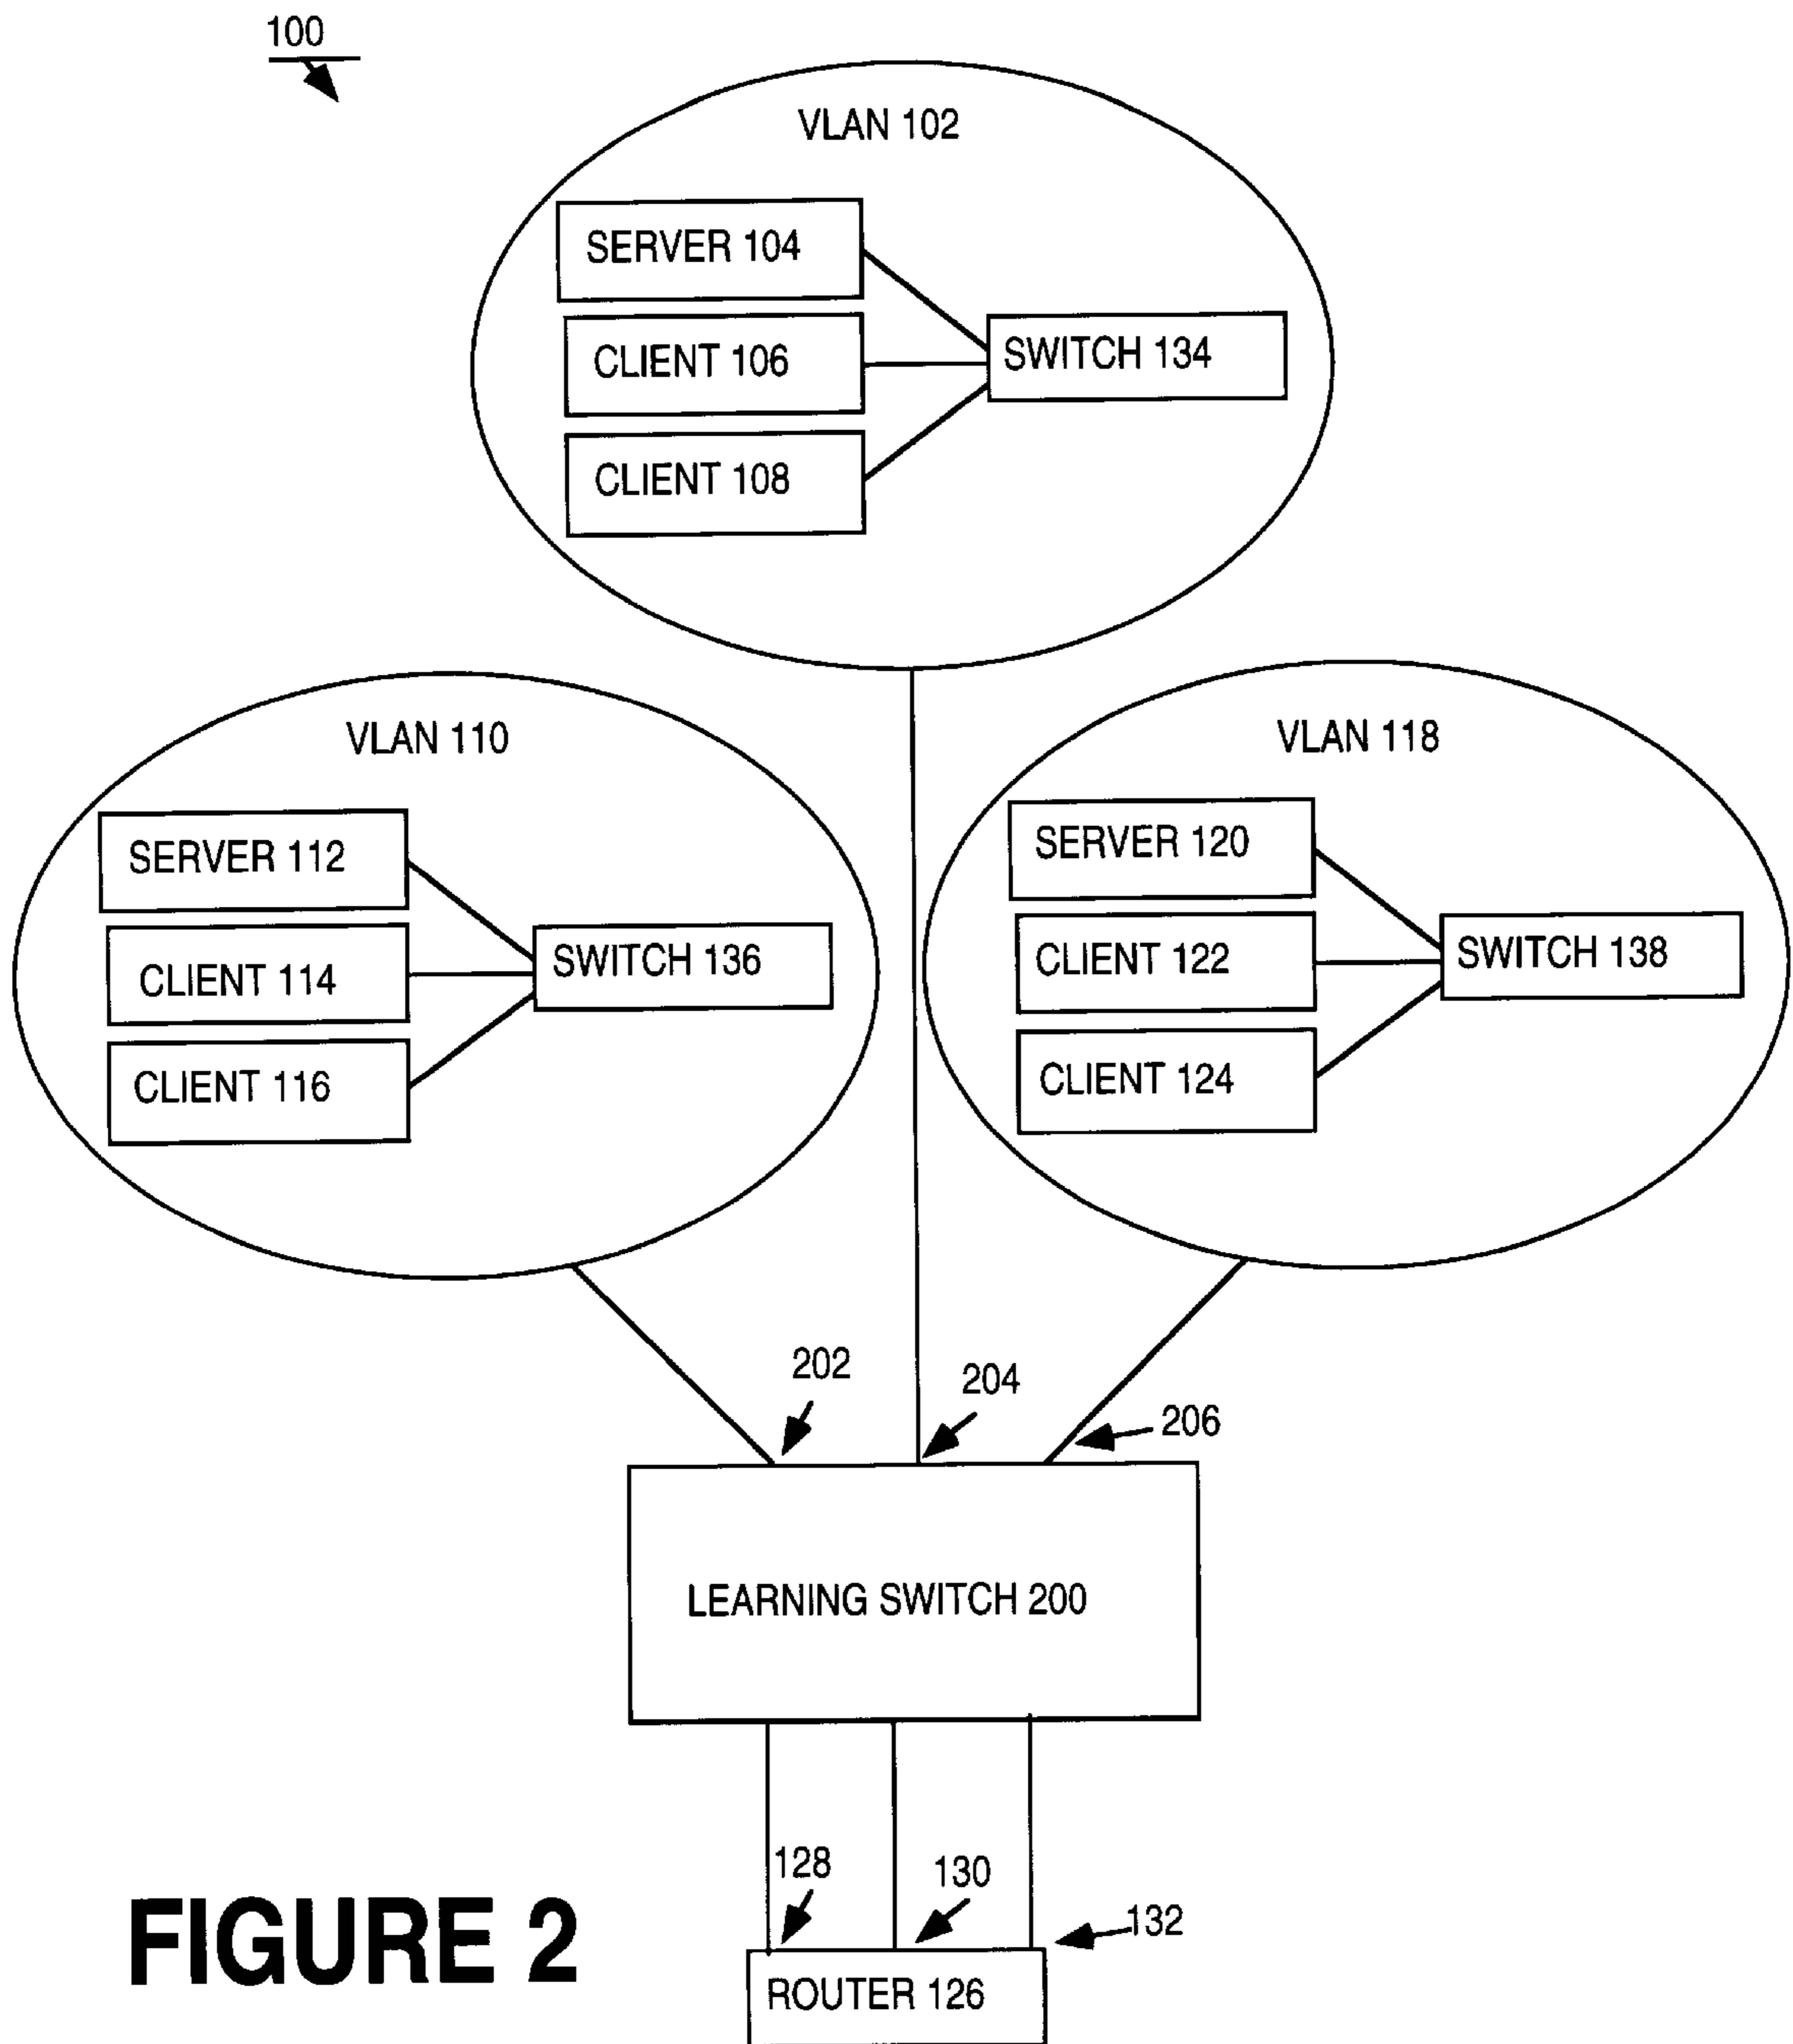 100
VLAN 102
SERVER 104
CLIENT 106
SWITCH 134
CLIENT 108
VLAN 110
SERVER 112
CLIENT 114
SWITCH 136
CLIENT 116
VLAN 118
SERVER 120
CLIENT 122
SWITCH 138
CLIENT 124
202
204
206
LEARNING SWITCH 200
128
130
132
ROUTER 126
FIGURE 2